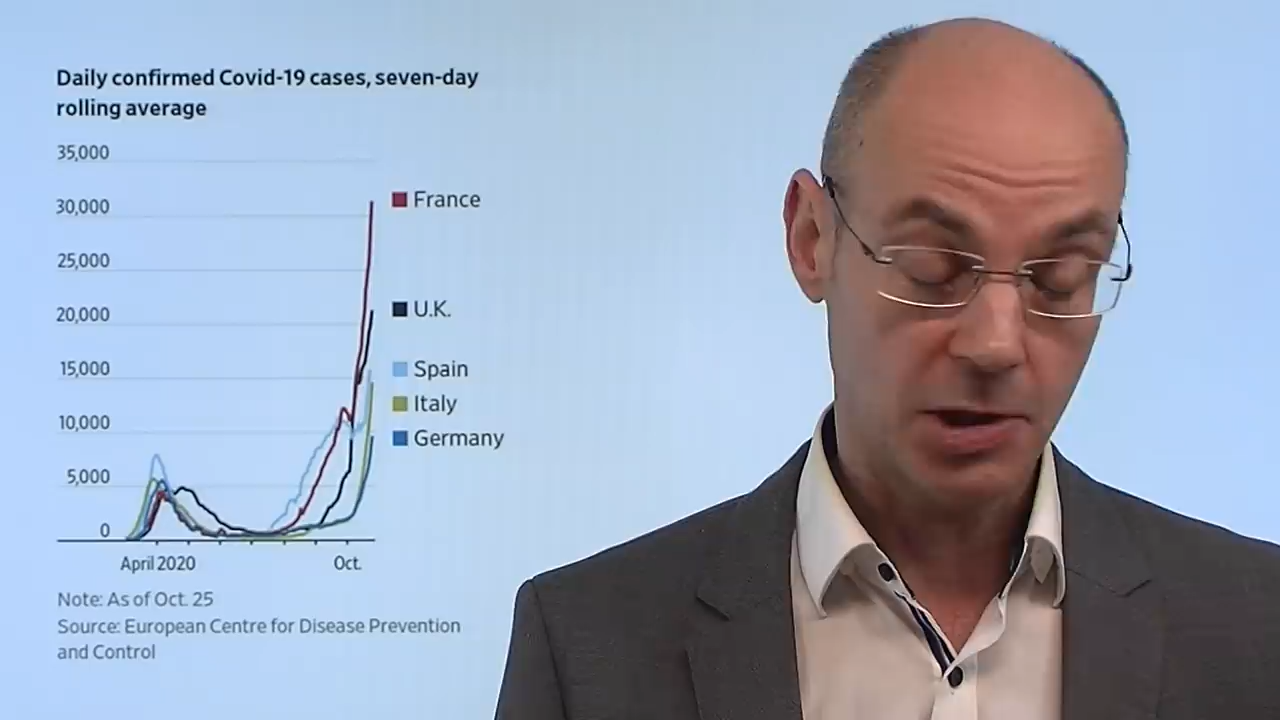 Daily confirmed Covid-19 cases, seven-day
rolling average
35,000
30,000
25,000
20,000
15,000
10,000
5,000
0
France
U.K.
Spain
Italy
Germany
April 2020
Oct.
Note: As of Oct. 25
Source: European Centre for Disease Prevention
and Control